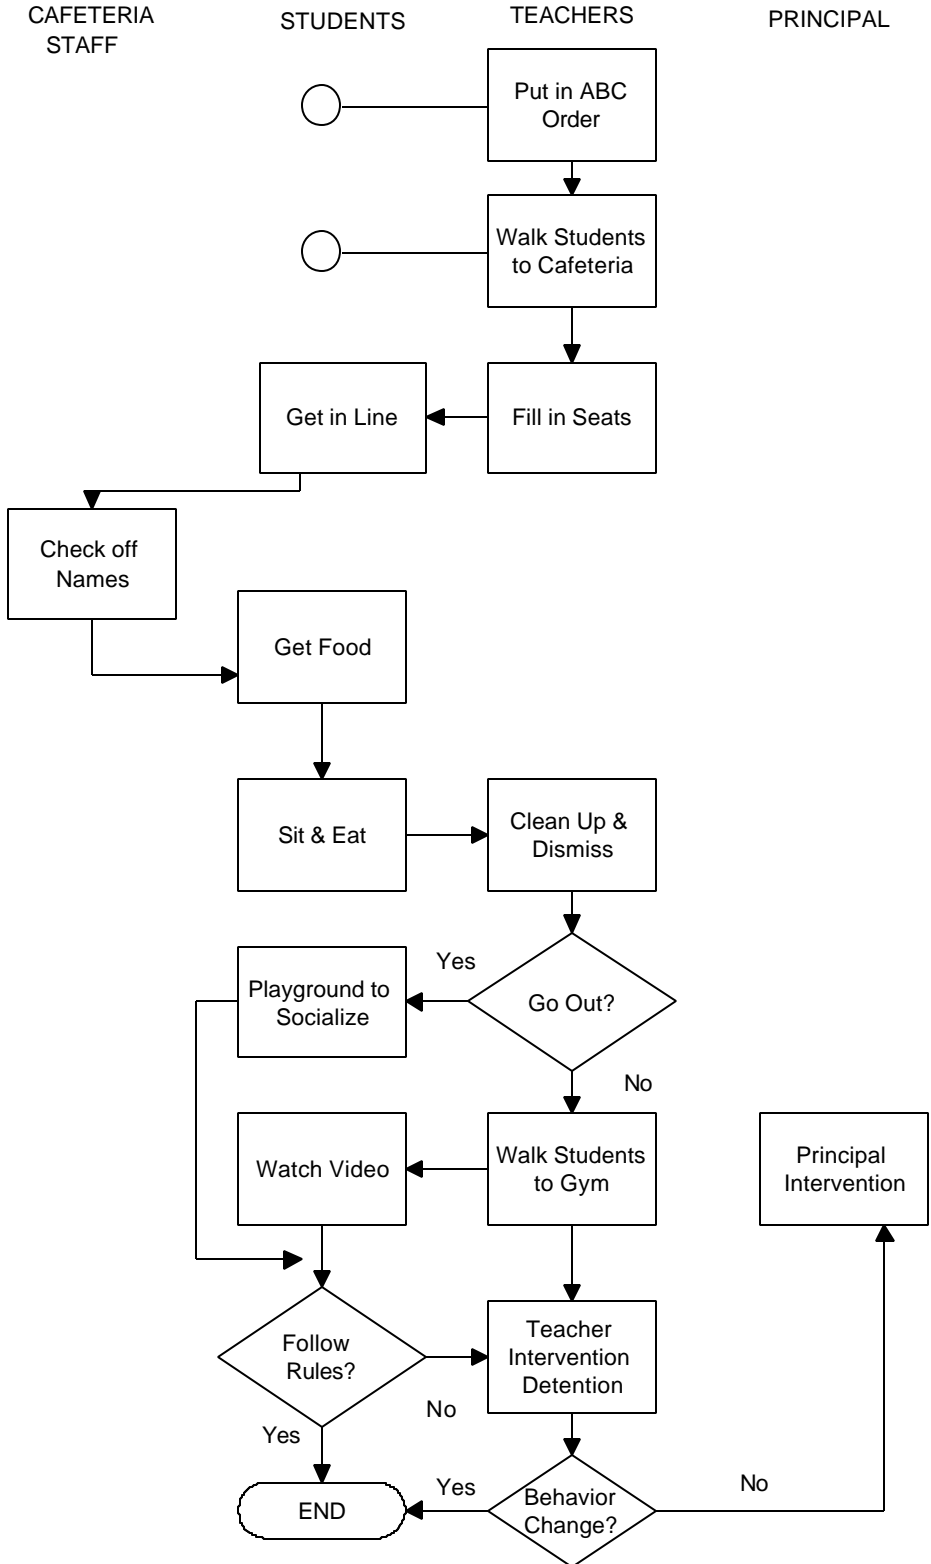 CAFETERIA
STAFF
STUDENTS
TEACHERS
PRINCIPAL
Put in ABC
Order
Walk Students
to Cafeteria
Get in Line
Fill in Seats
Check off
Names
Get Food
Sit & Eat
Clean Up &
Dismiss
Yes
Playground to
Socialize
Go Out?
No
Watch Video
Walk Students
to Gym
Principal
Intervention
Follow
Rules?
Teacher
Intervention
Detention
No
Yes
END
Yes
Behavior
Change?
No